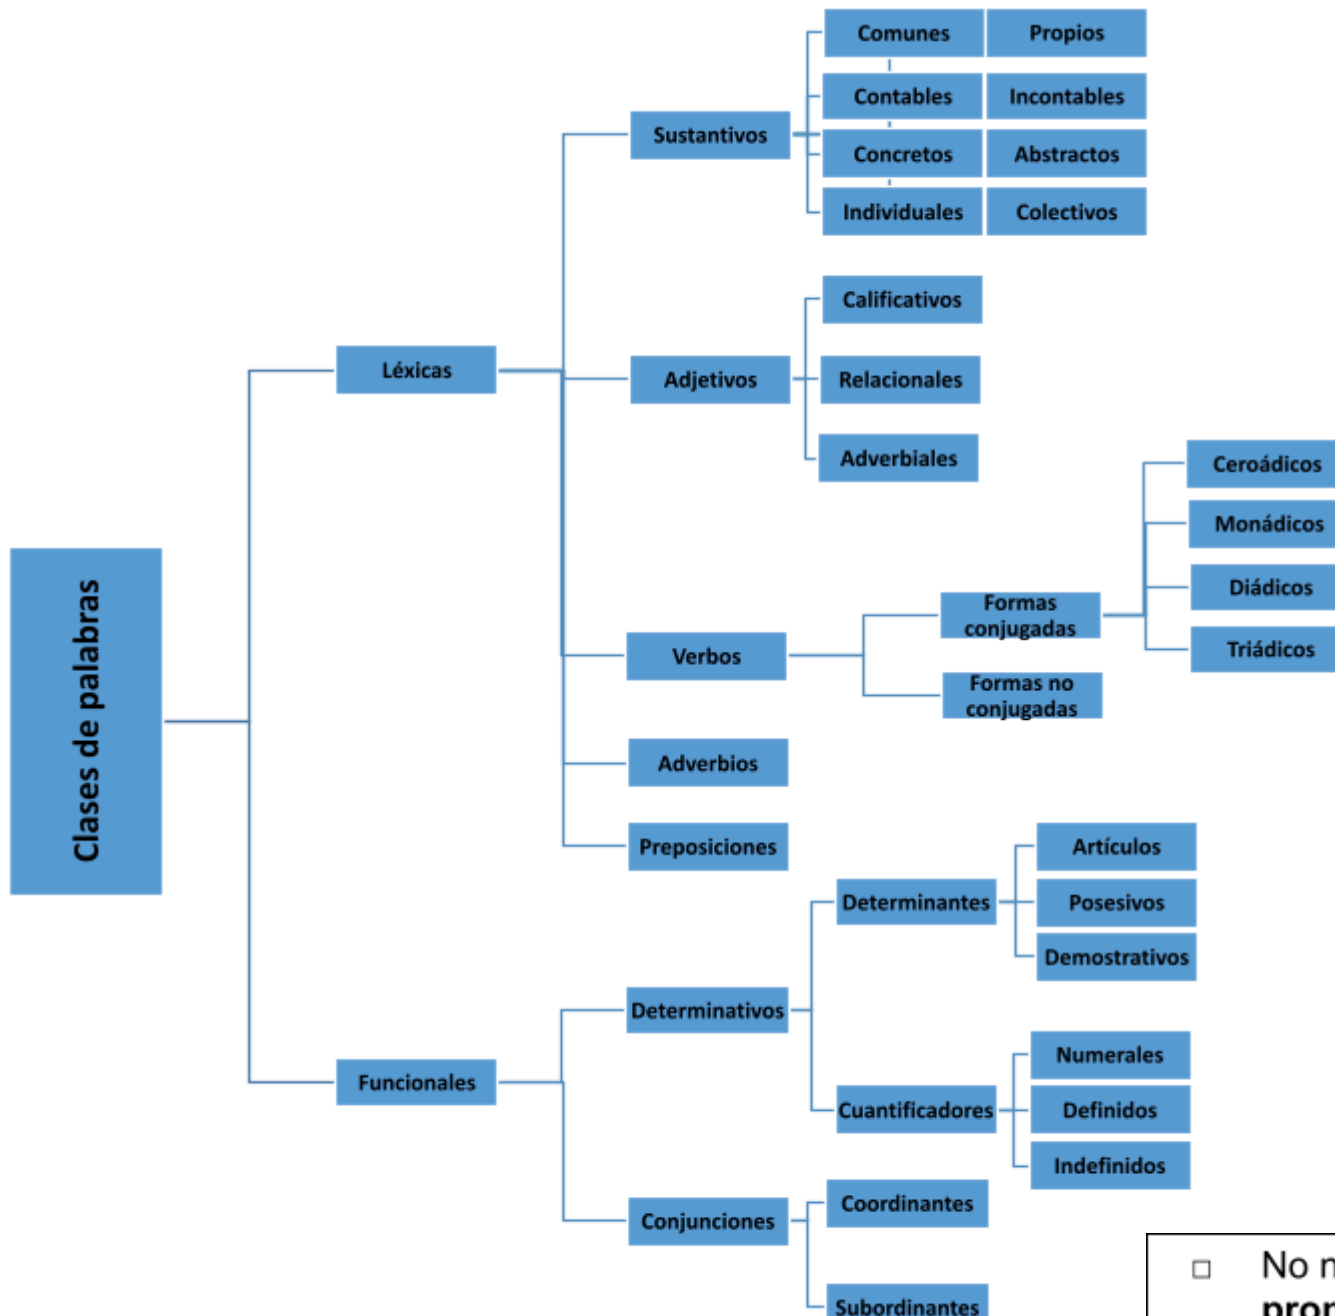 Clases de palabras
Léxicas
Sustantivos
Comunes Propios
Contables Incontables
Concretos Abstractos
Individuales Colectivos
Adjetivos
Calificativos
Relacionales
Adverbiales
Verbos
Formas
conjugadas
Ceroádicos
Monádicos
Diádicos
Triádicos
Formas no
conjugadas
Adverbios
Preposiciones
Funcionales
Determinativos
Determinantes
Artículos
Posesivos
Demostrativos
Cuantificadores
Numerales
Definidos
Indefinidos
Conjunciones
Coordinantes
Subordinantes
No